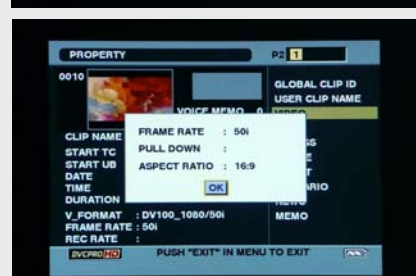 PROPERTY
P2 1
0010
VOICE MEMO 0
GLOBAL CLIP ID
USER CLIP NAME
VIDEO
FRAME RATE : 50i
PULL DOWN :
ASPECT RATIO : 16:9
OK
CLIP NAME
START TC
START UB
DATE
TIME
DURATION
MEMO
V_FORMAT : DV100_1080/50i
FRAME RATE : 50i
REC RATE :
DVCPRO HD
PUSH "EXIT" IN MENU TO EXIT